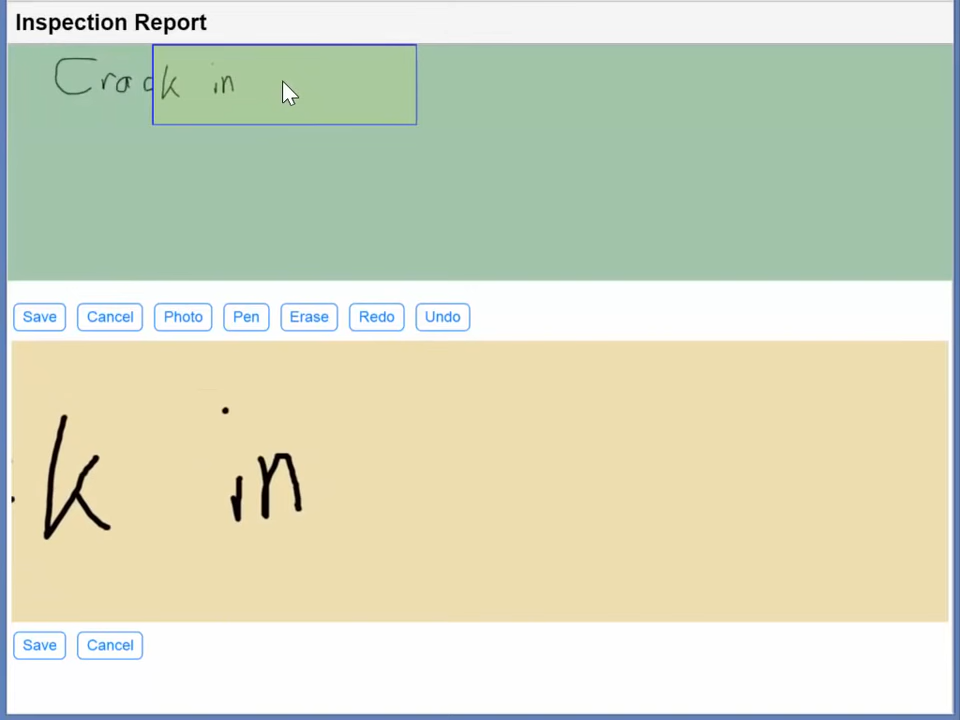 Inspection Report
Crack in
Save Cancel Photo Pen Erase Redo Undo
k in
Save Cancel